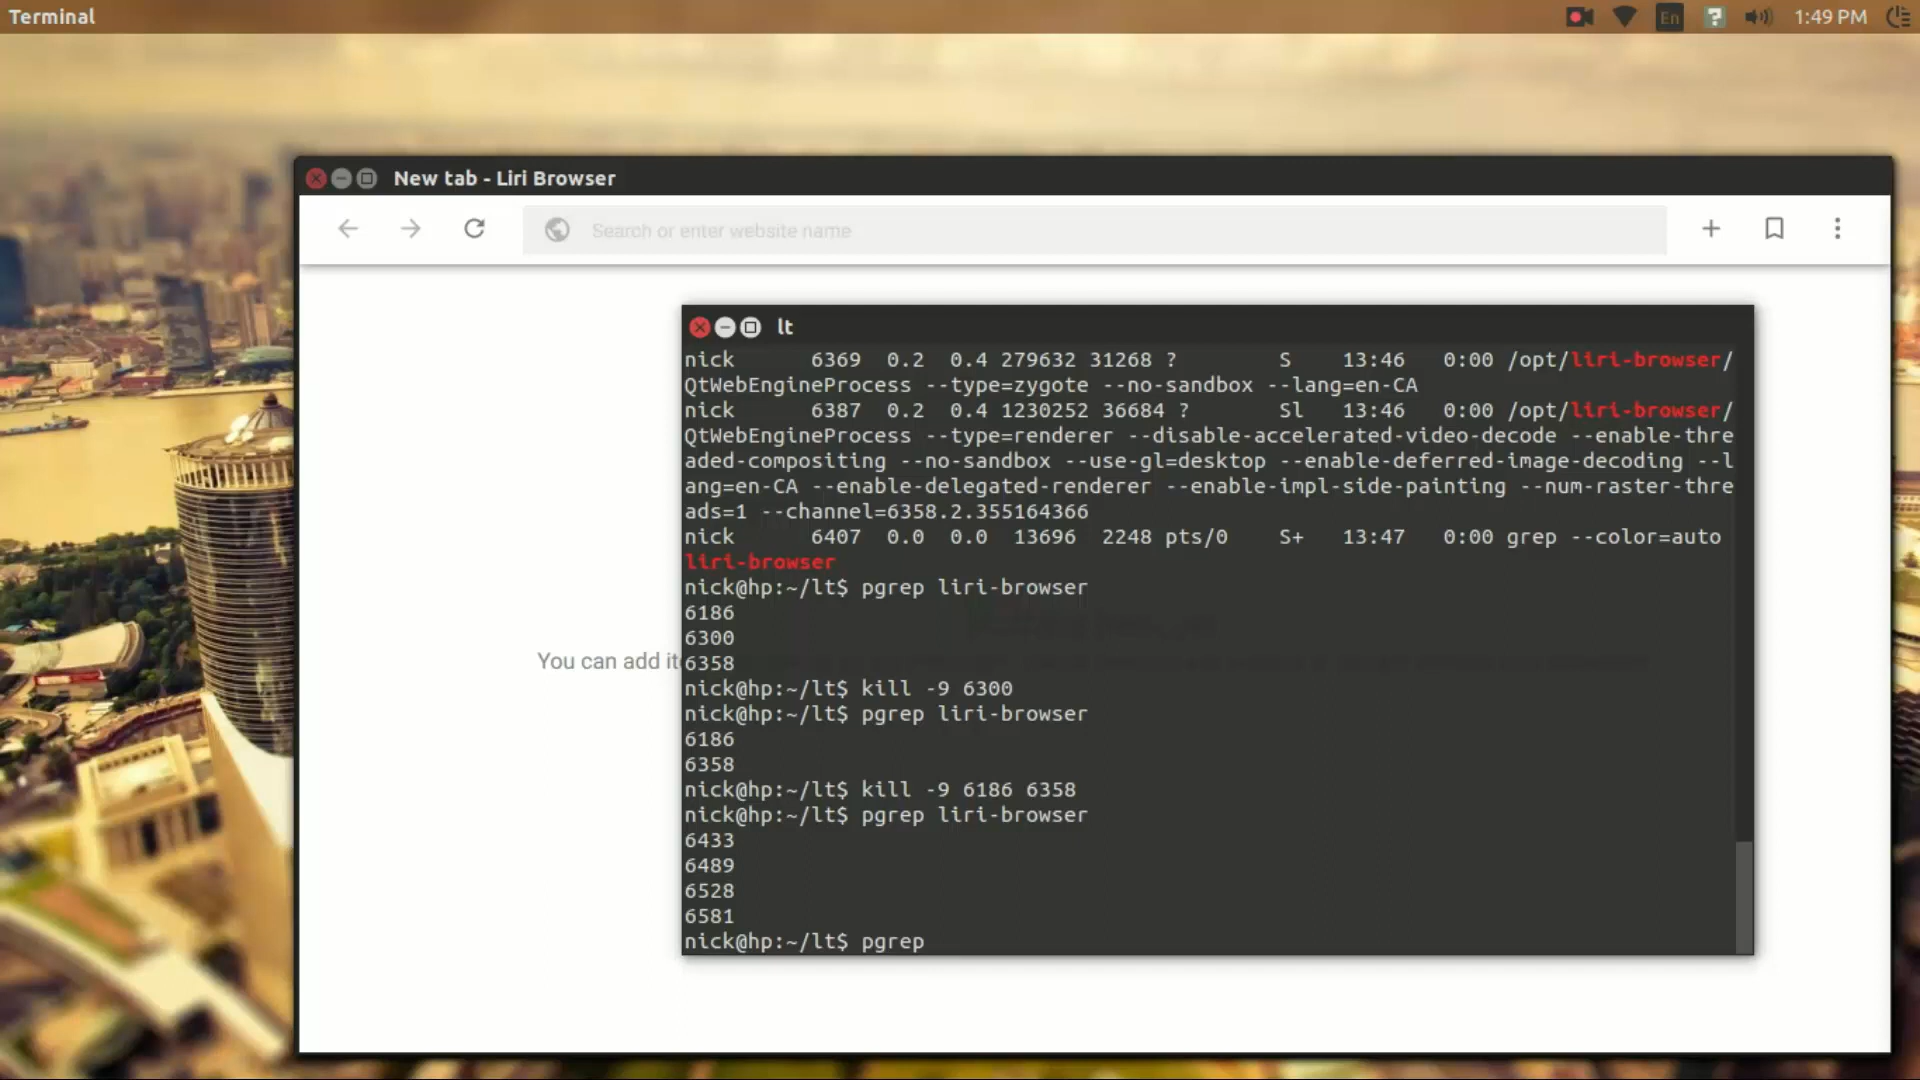 Terminal
En
1:49 PM
New tab - Liri Browser
Search or enter website name
You can add it
lt
nick 6369 0.2 0.4 279632 31268 ? S 13:46 0:00 /opt/liri-browser/
QtWebEngineProcess --type=zygote --no-sandbox --lang=en-CA
nick 6387 0.2 0.4 1230252 36684 ? Sl 13:46 0:00 /opt/liri-browser/
QtWebEngineProcess --type=renderer --disable-accelerated-video-decode --enable-thre
aded-compositing --no-sandbox --use-gl=desktop --enable-deferred-image-decoding --l
ang=en-CA --enable-delegated-renderer --enable-impl-side-painting --num-raster-thre
ads=1 --channel=6358.2.355164366
nick 6407 0.0 0.0 13696 2248 pts/0 S+ 13:47 0:00 grep --color=auto
liri-browser
nick@hp:~/lt$ pgrep liri-browser
6186
6300
6358
nick@hp:~/lt$ kill -9 6300
nick@hp:~/lt$ pgrep liri-browser
6186
6358
nick@hp:~/lt$ kill -9 6186 6358
nick@hp:~/lt$ pgrep liri-browser
6433
6489
6528
6581
nick@hp:~/lt$ pgrep